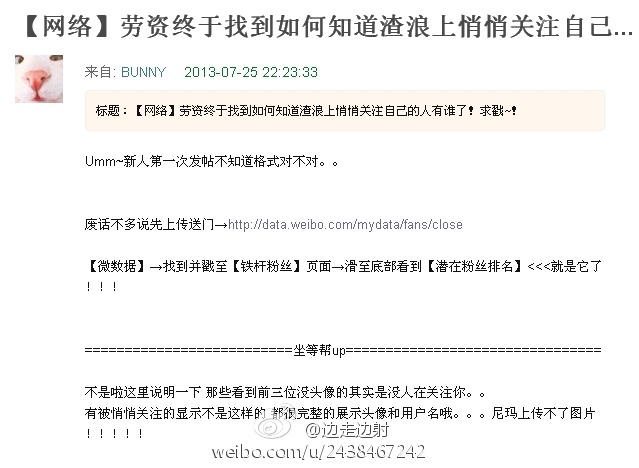 【网络】劳资终于找到如何知道渣浪上悄悄关注自己...
来自: BUNNY 2013-07-25 22:23:33
标题：【网络】劳资终于找到如何知道渣浪上悄悄关注自己的人有谁了！求戳~！
Umm~新人第一次发帖不知道格式对不对。。
废话不多说先上传送门→http://data.weibo.com/mydata/fans/close
【微数据】→找到并戳至【铁杆粉丝】页面→滑至底部看到【潜在粉丝排名】<<<就是它了
！！！
==========================坐等帮up================================
不是啦这里说明一下 那些看到前三位没头像的其实是没人在关注你。。
有被悄悄关注的显示不是这样的 都很完整的展示头像和用户名哦。。。尼玛上传不了图片
！！！！！
@边走边射
weibo.com/u/2438467242